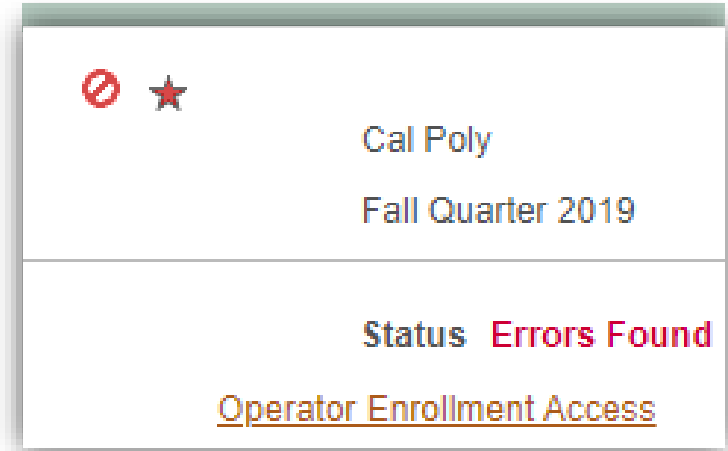 Cal Poly
Fall Quarter 2019
Status Errors Found
Operator Enrollment Access